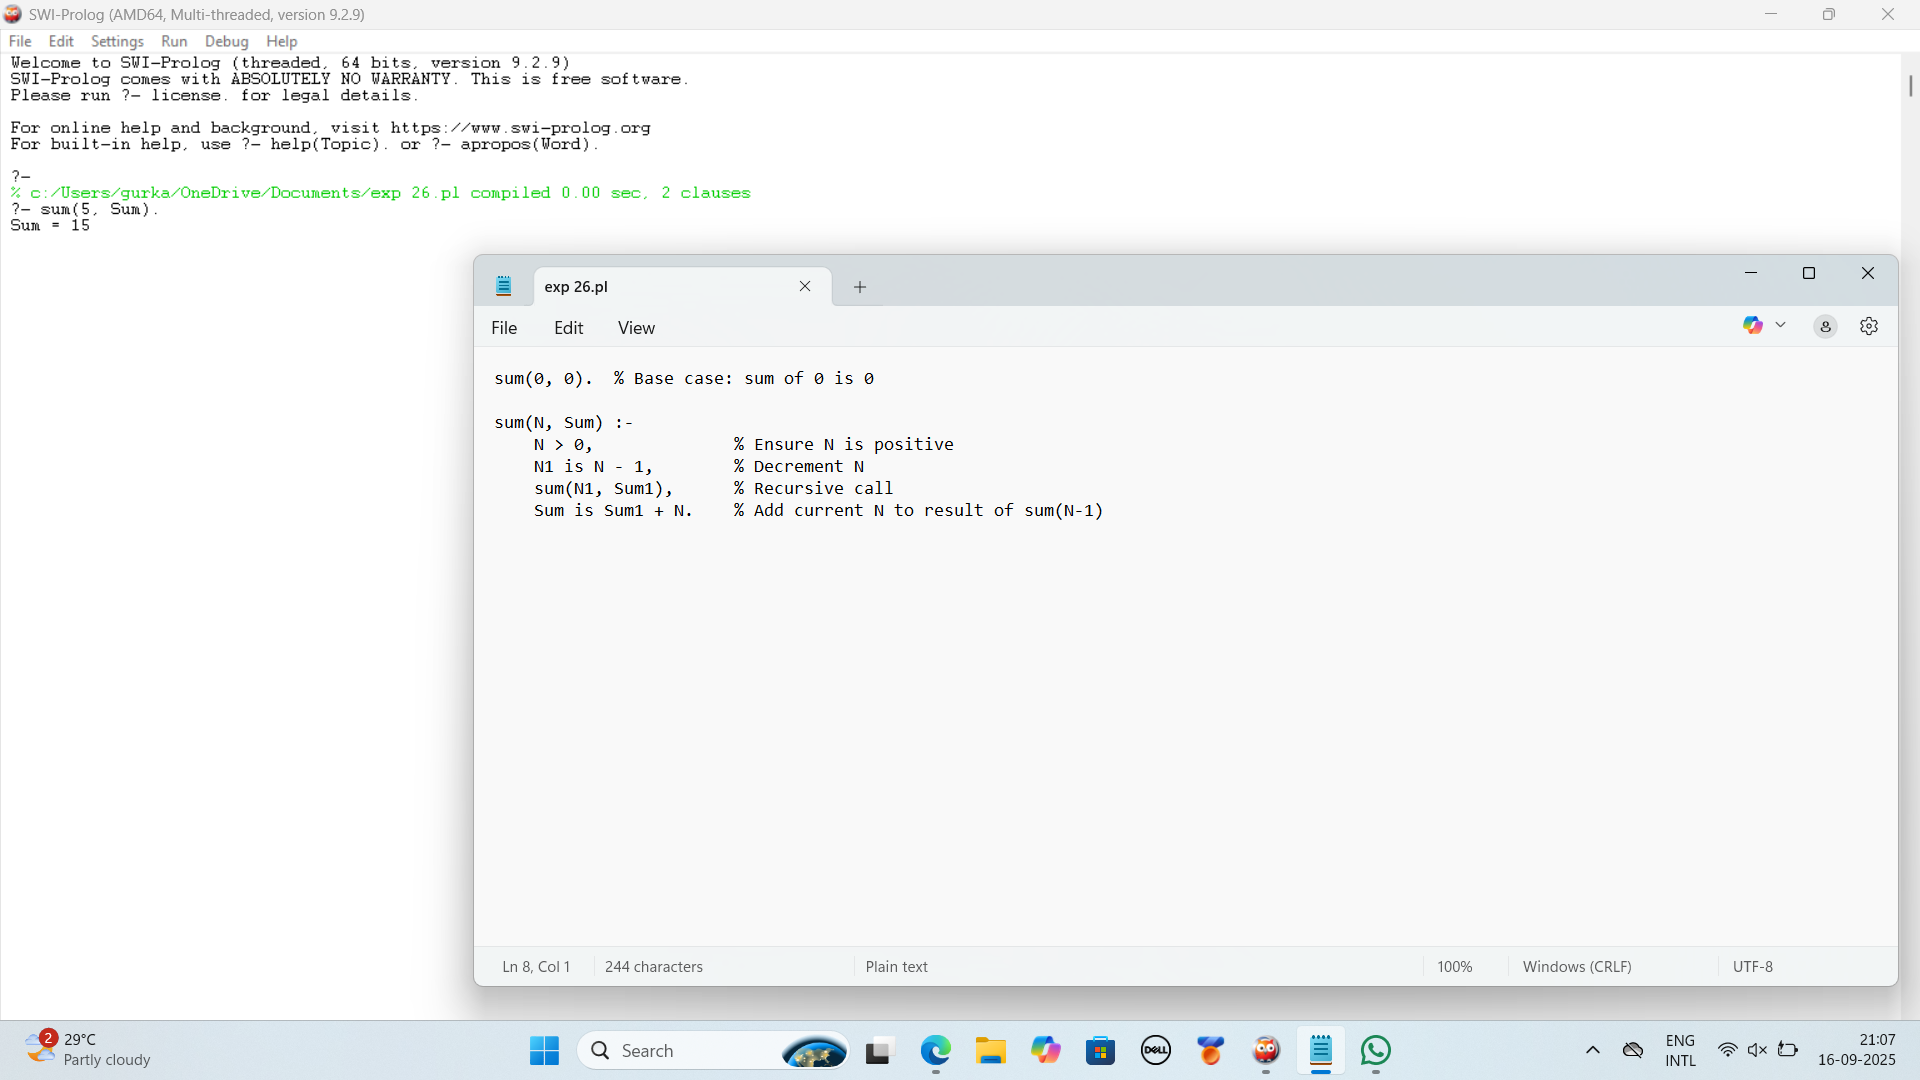 SWI-Prolog (AMD64, Multi-threaded, version 9.2.9)
File Edit Settings Run Debug Help
Welcome to SWI-Prolog (threaded, 64 bits, version 9.2.9)
SWI-Prolog comes with ABSOLUTELY NO WARRANTY. This is free software.
Please run ?- license. for legal details.
For online help and background, visit https://www.swi-prolog.org
For built-in help, use ?- help(Topic). or ?- apropos(Word).
?-
% c:/Users/gurka/OneDrive/Documents/exp 26.pl compiled 0.00 sec, 2 clauses
?- sum(5, Sum).
Sum = 15
exp 26.pl
File Edit View
sum(0, 0).  % Base case: sum of 0 is 0
sum(N, Sum) :-
    N > 0,              % Ensure N is positive
    N1 is N - 1,        % Decrement N
    sum(N1, Sum1),      % Recursive call
    Sum is Sum1 + N.    % Add current N to result of sum(N-1)
Ln 8, Col 1 244 characters Plain text 100% Windows (CRLF) UTF-8
2 29°C
Partly cloudy
Search
DELL
ENG
INTL
21:07
16-09-2025